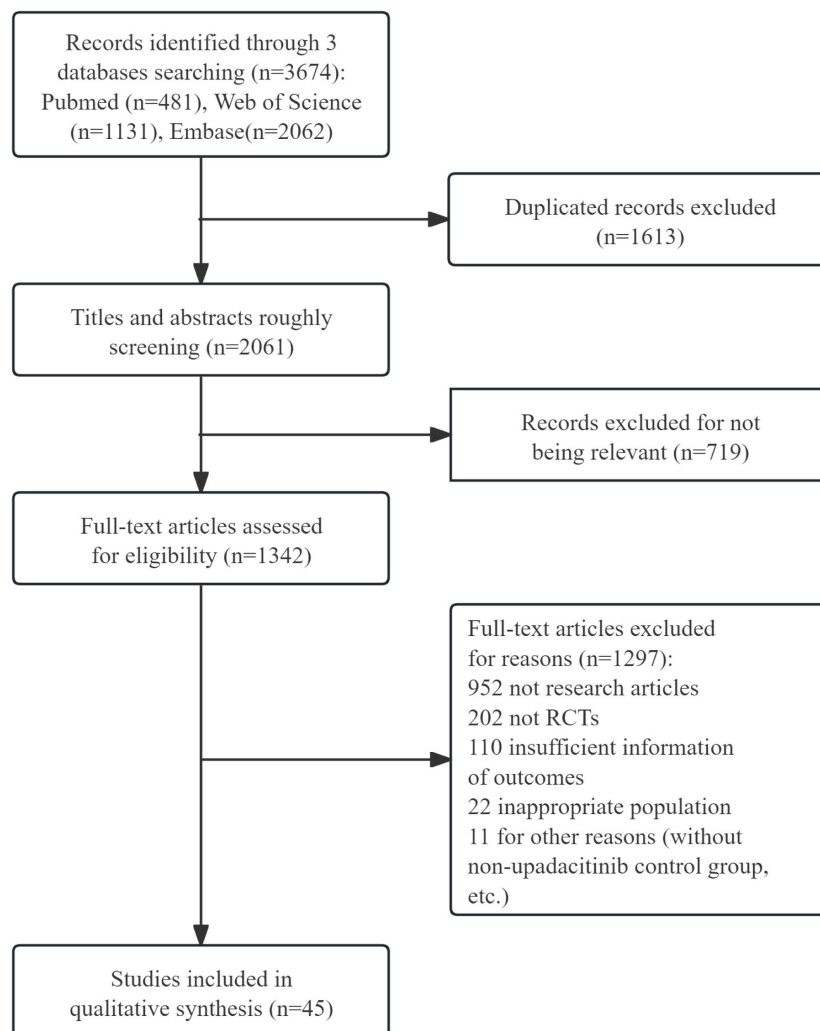 Records identified through 3
databases searching (n=3674):
Pubmed (n=481), Web of Science
(n=1131), Embase(n=2062)
Duplicated records excluded
(n=1613)
Titles and abstracts roughly
screening (n=2061)
Records excluded for not
being relevant (n=719)
Full-text articles assessed
for eligibility (n=1342)
Full-text articles excluded
for reasons (n=1297):
952 not research articles
202 not RCTs
110 insufficient information
of outcomes
22 inappropriate population
11 for other reasons (without
non-upadacitinib control group,
etc.)
Studies included in
qualitative synthesis (n=45)